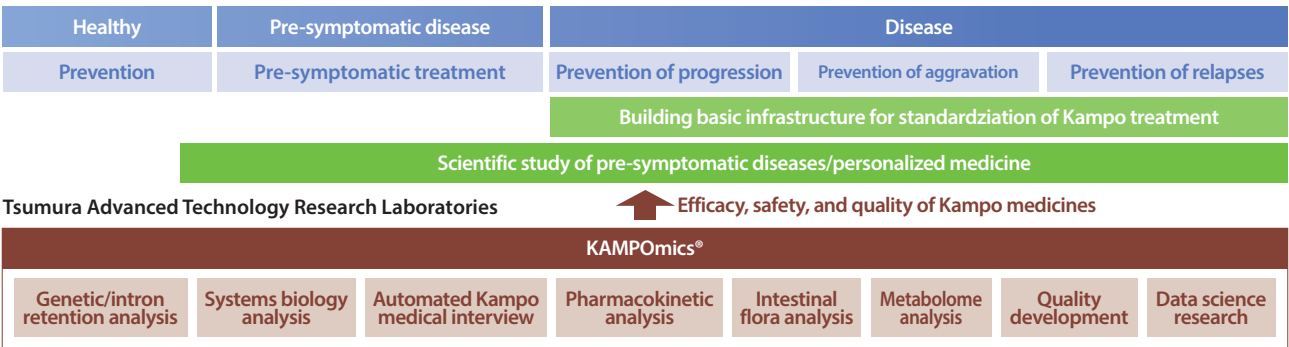 Healthy
Pre-symptomatic disease
Disease
Prevention
Pre-symptomatic treatment
Prevention of progression
Prevention of aggravation
Prevention of relapses
Building basic infrastructure for standardziation of Kampo treatment
Scientific study of pre-symptomatic diseases/personalized medicine
Tsumura Advanced Technology Research Laboratories
Efficacy, safety, and quality of Kampo medicines
KAMPOmics®
Genetic/intron
retention analysis
Systems biology
analysis
Automated Kampo
medical interview
Pharmacokinetic
analysis
Intestinal
flora analysis
Metabolome
analysis
Quality
development
Data science
research